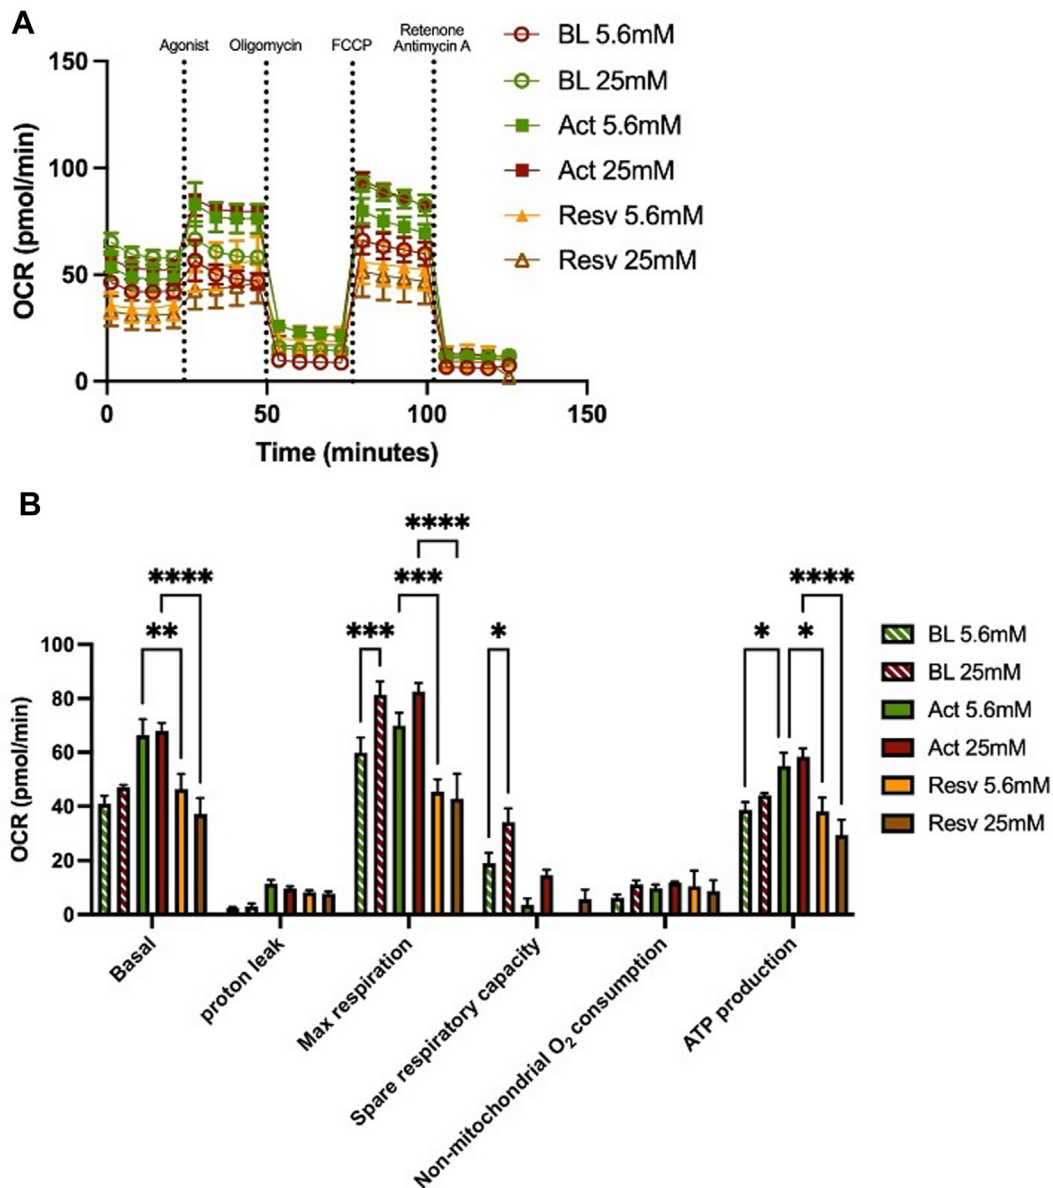 A
Agonist
Oligomycin
FCCP
Retenone
Antimycin A
BL 5.6mM
BL 25mM
Act 5.6mM
Act 25mM
Resv 5.6mM
Resv 25mM
OCR (pmol/min)
150
100
50
0
0
50
100
150
Time (minutes)
B
****
****
***
**
***
*
*
*
****
OCR (pmol/min)
100
80
60
40
20
0
BL 5.6mM
BL 25mM
Act 5.6mM
Act 25mM
Resv 5.6mM
Resv 25mM
Basal
proton leak
Max respiration
Spare respiratory capacity
Non-mitochondrial O₂ consumption
ATP production